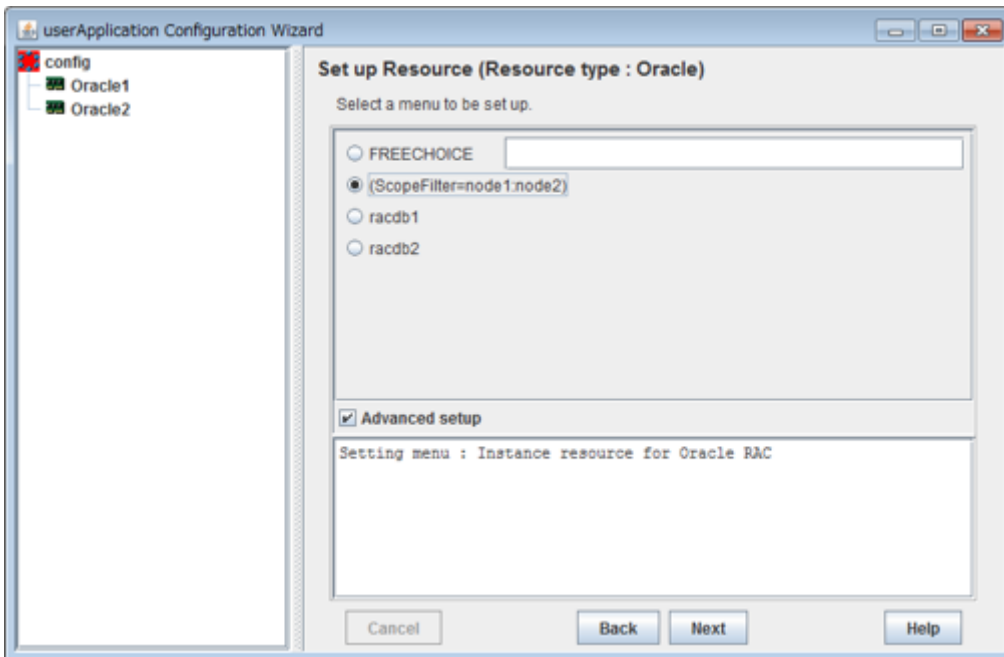 userApplication Configuration Wizard
config
Oracle1
Oracle2
Set up Resource (Resource type : Oracle)
Select a menu to be set up.
FREECHOICE
(ScopeFilter=node1:node2)
racdb1
racdb2
Advanced setup
Setting menu : Instance resource for Oracle RAC
Cancel Back Next Help